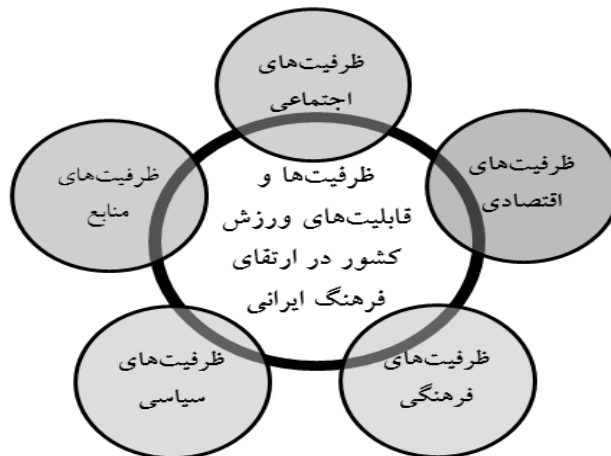 ظرفیت‌های
اجتماعی
ظرفیت‌های
اقتصادی
ظرفیت‌های
منابع
ظرفیت‌ها و
قابلیت‌های ورزش
کشور در ارتقای
فرهنگ ایرانی
ظرفیت‌های
فرهنگی
ظرفیت‌های
سیاسی